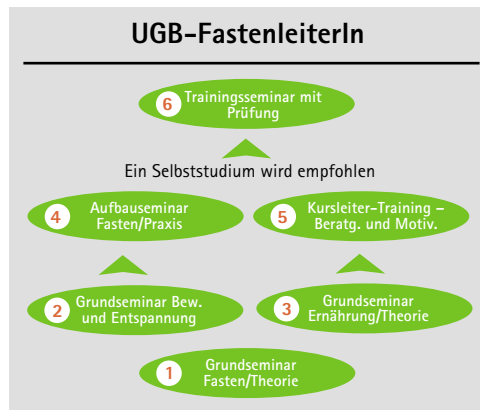 UGB-FastenleiterIn
6 Trainingsseminar mit
Prüfung
Ein Selbststudium wird empfohlen
4 Aufbauseminar
Fasten/Praxis
5 Kursleiter-Training –
Beratg. und Motiv.
2 Grundseminar Bew.
und Entspannung
3 Grundseminar
Ernährung/Theorie
1 Grundseminar
Fasten/Theorie